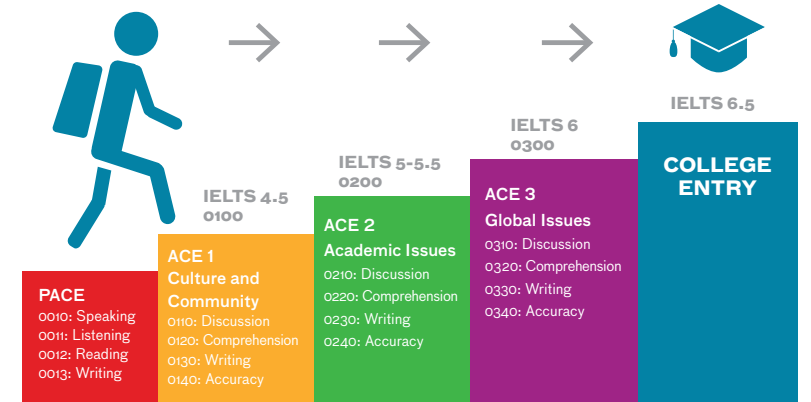 IELTS 6.5
IELTS 6
0300
IELTS 5-5.5
0200
IELTS 4.5
0100
PACE
0010: Speaking
0011: Listening
0012: Reading
0013: Writing
ACE 1
Culture and
Community
0110: Discussion
0120: Comprehension
0130: Writing
0140: Accuracy
ACE 2
Academic Issues
0210: Discussion
0220: Comprehension
0230: Writing
0240: Accuracy
ACE 3
Global Issues
0310: Discussion
0320: Comprehension
0330: Writing
0340: Accuracy
COLLEGE
ENTRY